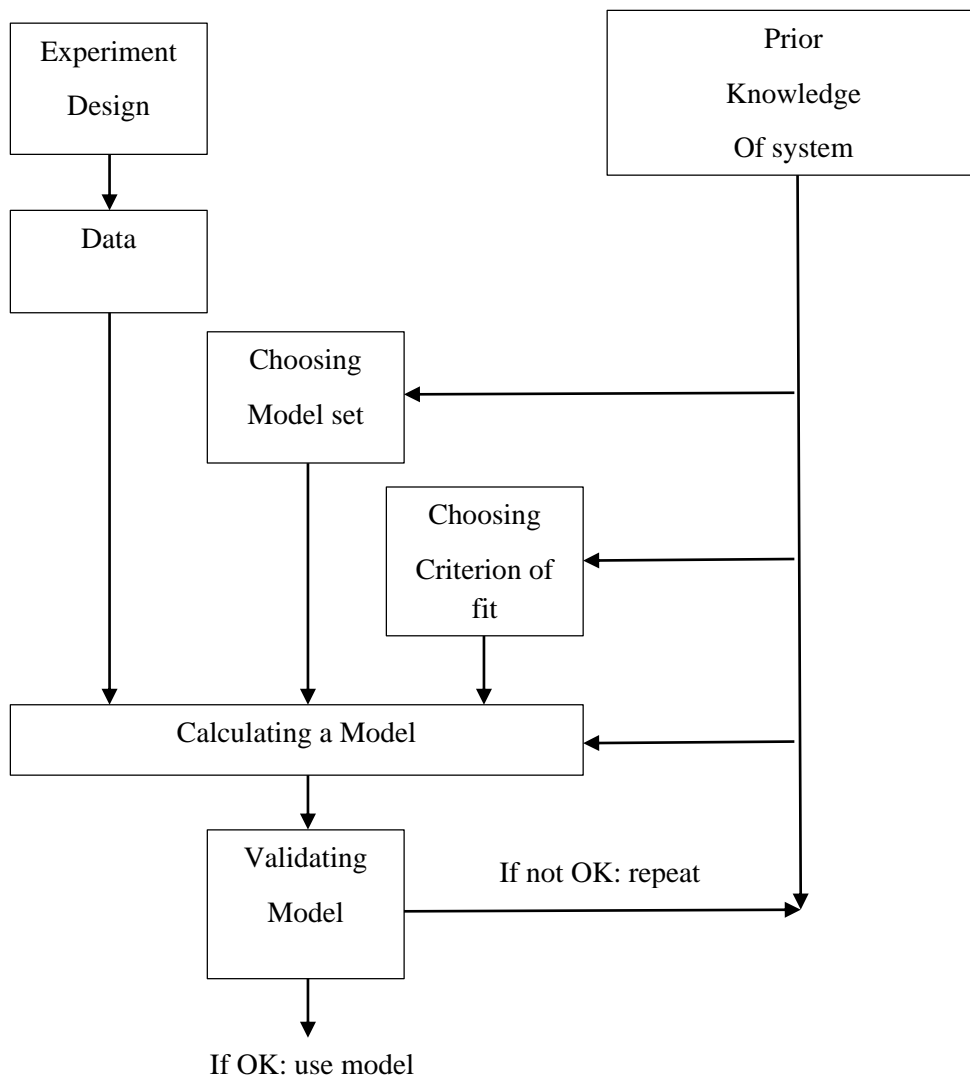 Experiment
Design
Prior
Knowledge
Of system
Data
Choosing
Model set
Choosing
Criterion of
fit
Calculating a Model
Validating
Model
If not OK: repeat
If OK: use model